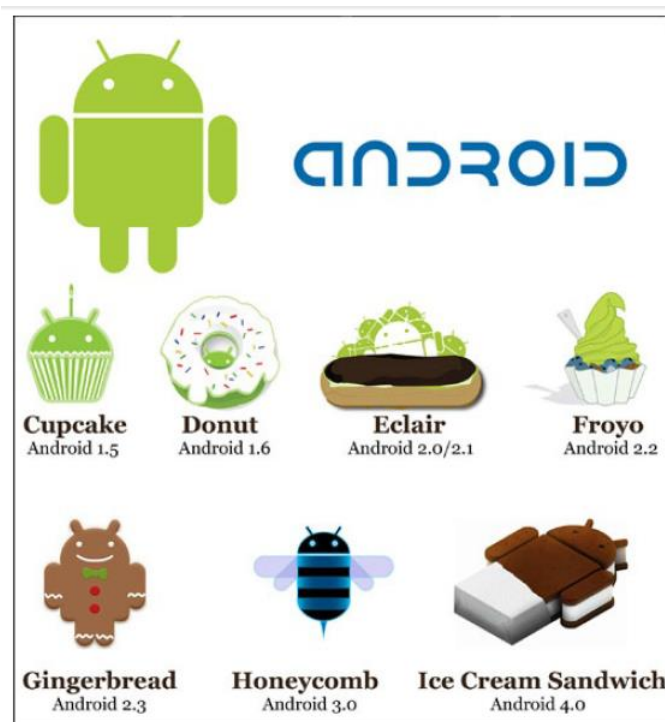 ANDROID
Cupcake
Android 1.5
Donut
Android 1.6
Eclair
Android 2.0/2.1
Froyo
Android 2.2
Gingerbread
Android 2.3
Honeycomb
Android 3.0
Ice Cream Sandwich
Android 4.0